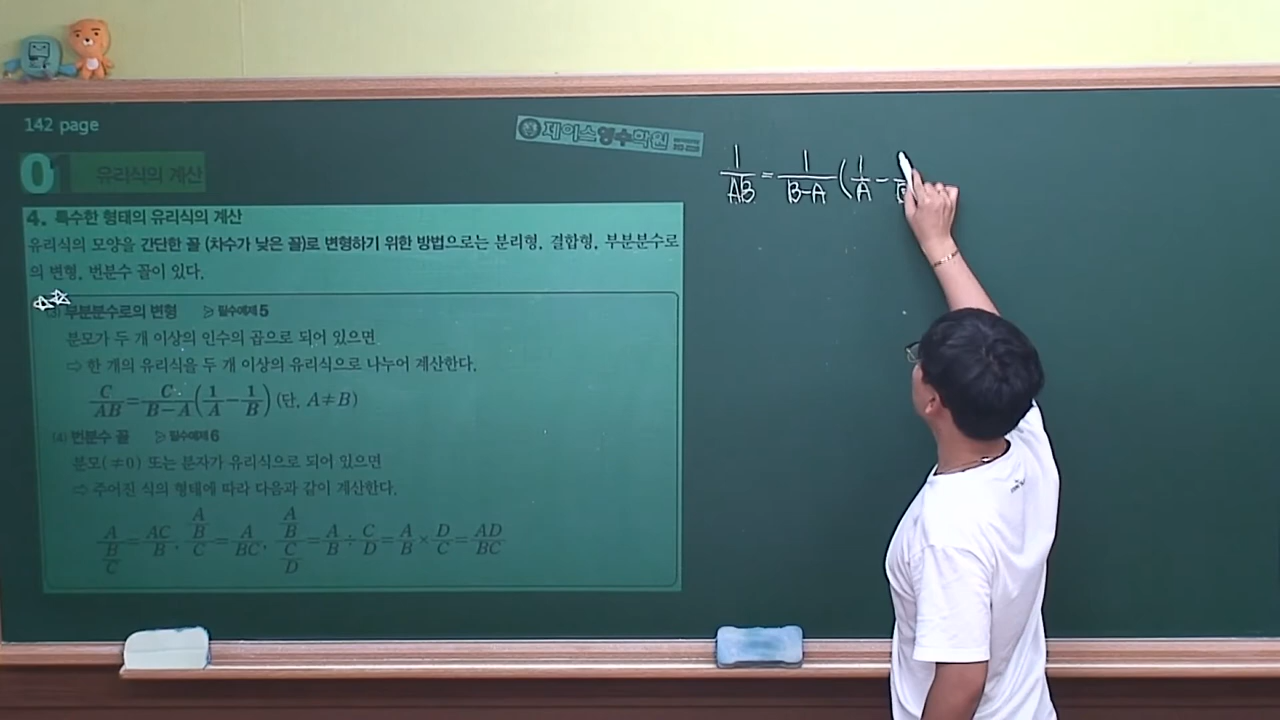 142 page
제이스영수학원
01 유리식의 계산
4. 특수한 형태의 유리식의 계산
유리식의 모양을 간단한 꼴 (차수가 낮은 꼴)로 변형하기 위한 방법으로는 분리형, 결합형, 부분분수로
의 변형, 번분수 꼴이 있다.
(3) 부분분수로의 변형 ▷ 필수예제 5
분모가 두 개 이상의 인수의 곱으로 되어 있으면
⇨ 한 개의 유리식을 두 개 이상의 유리식으로 나누어 계산한다.
C/AB = C/(B-A) (1/A - 1/B) (단, A≠B)
(4) 번분수 꼴 ▷ 필수예제 6
분모(≠0) 또는 분자가 유리식으로 되어 있으면
⇨ 주어진 식의 형태에 따라 다음과 같이 계산한다.
A/(B/C) = AC/B, (A/B)/C = A/BC, (A/B)/(C/D) = A/B ÷ C/D = A/B × D/C = AD/BC
1/AB = 1/(B-A) (1/A -